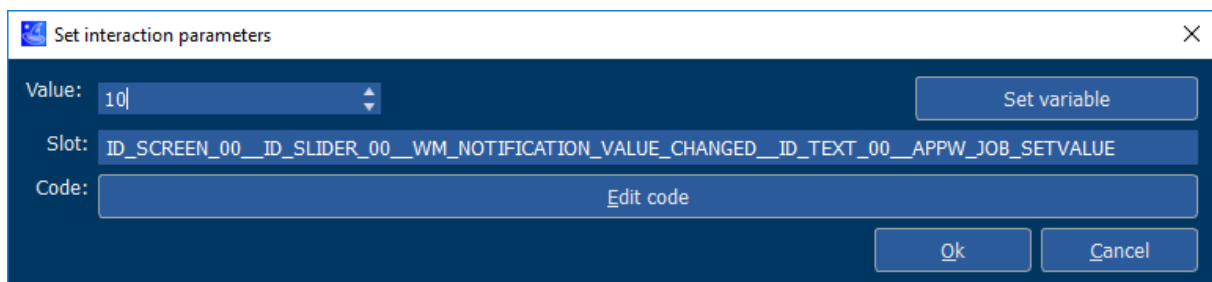 Set interaction parameters
Value: 10 Set variable
Slot: ID_SCREEN_00__ID_SLIDER_00__WM_NOTIFICATION_VALUE_CHANGED__ID_TEXT_00__APPW_JOB_SETVALUE
Code: Edit code
Ok Cancel